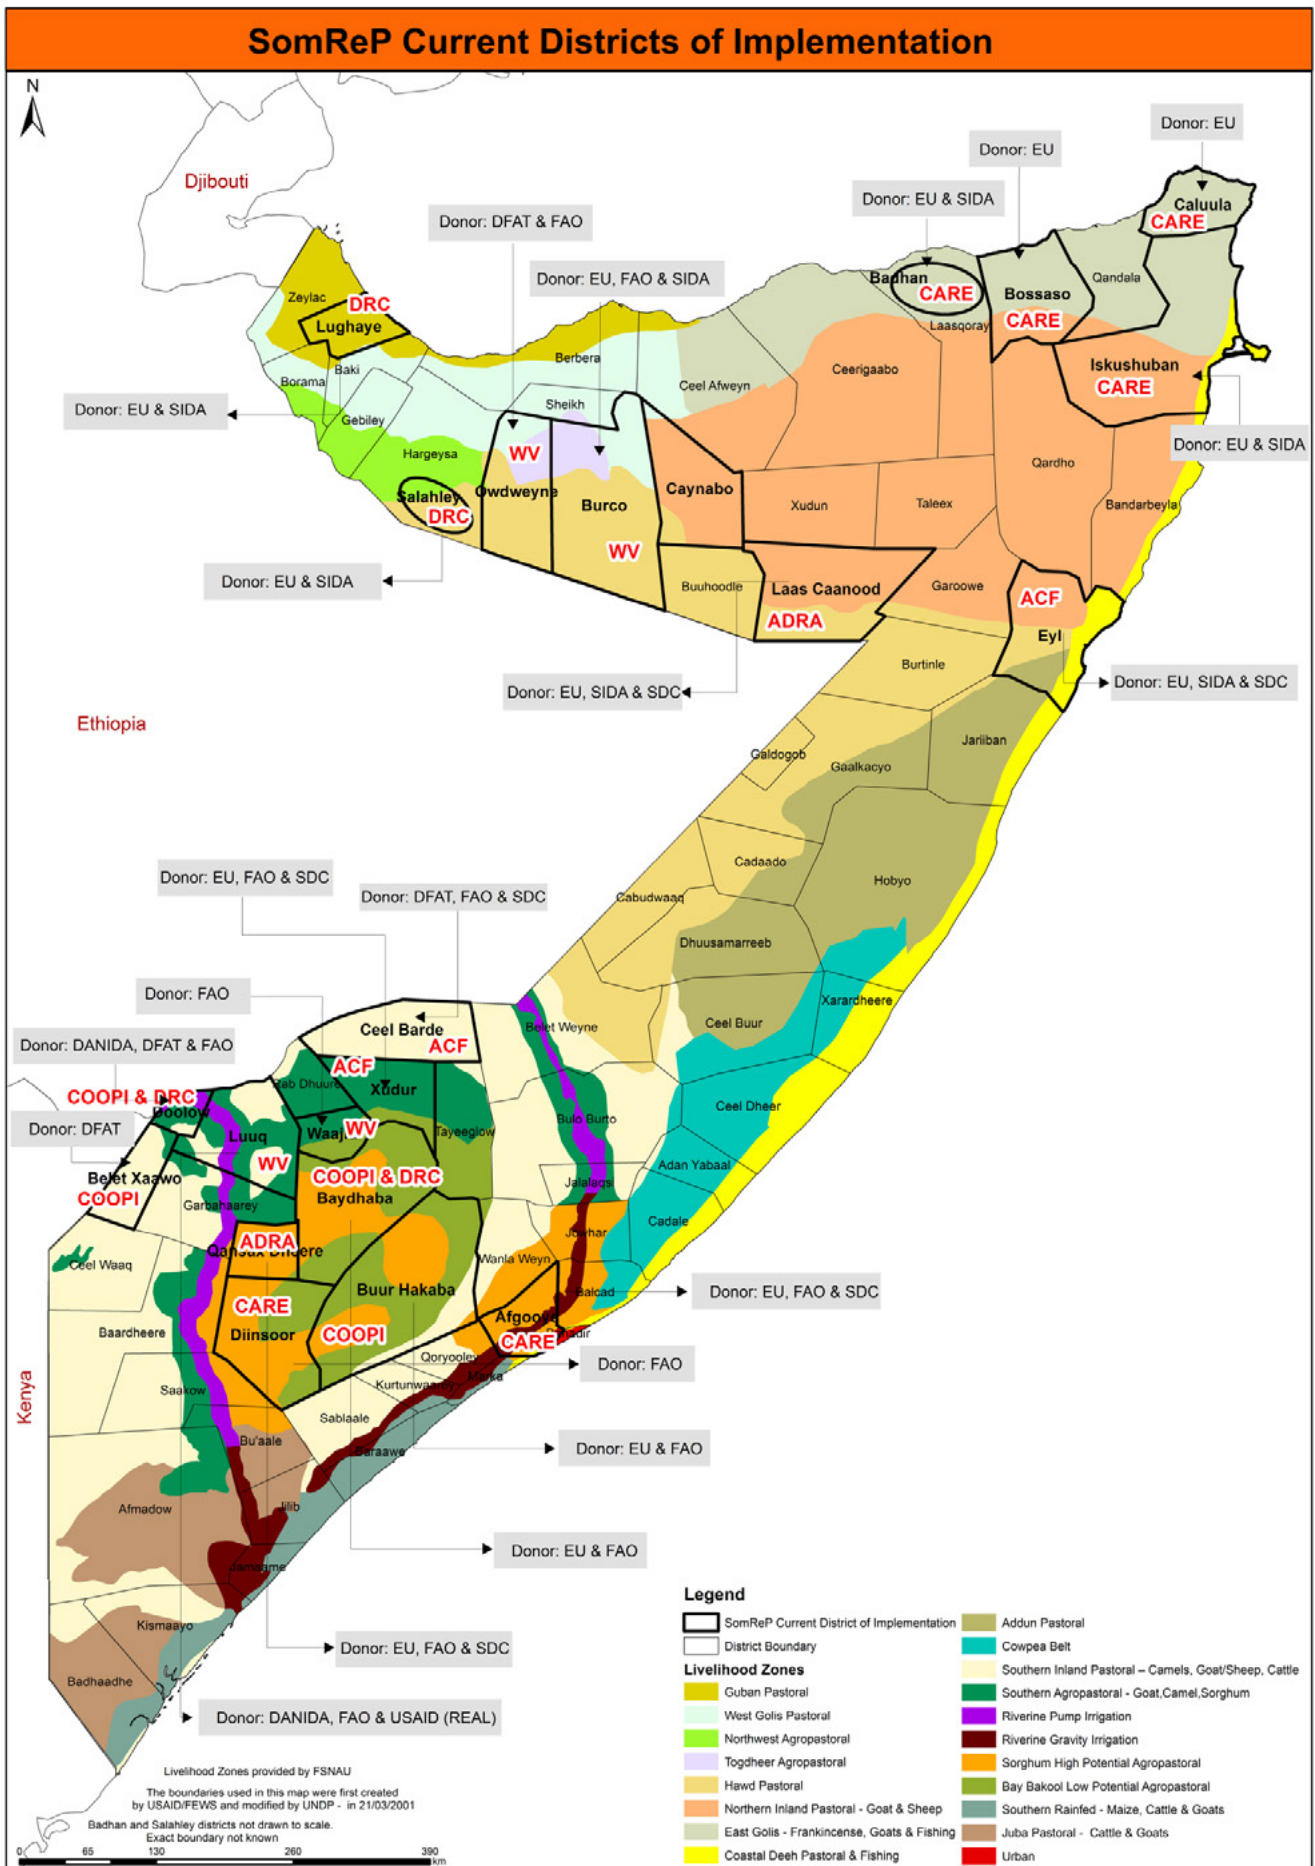 SomReP Current Districts of Implementation
N
Donor: EU
Donor: EU
Djibouti
Donor: EU & SIDA
Caluula
CARE
Donor: DFAT & FAO
Donor: EU, FAO & SIDA
Badhan
CARE
Qandala
Zeylac
DRC
Lughaye
Bossaso
CARE
Laasqoray
Berbera
Baki
Borama
Ceel Afweyn
Ceerigaabo
Iskushuban
CARE
Donor: EU & SIDA
Sheikh
Gebiley
Donor: EU & SIDA
Hargeysa
WV
Qardho
Salahley
DRC
Owdweyne
Burco
Caynabo
Xudun
Taleex
Bandarbeyla
WV
Donor: EU & SIDA
Buuhoodle
Laas Caanood
ADRA
Garoowe
ACF
Eyl
Burtinle
Donor: EU, SIDA & SDC
Donor: EU, SIDA & SDC
Ethiopia
Jariiban
Galdogob
Gaalkacyo
Cadaado
Hobyo
Donor: EU, FAO & SDC
Donor: DFAT, FAO & SDC
Cabudwaaq
Dhuusamarreeb
Donor: FAO
Xarardheere
Ceel Barde
ACF
Belet Weyne
Ceel Buur
Donor: DANIDA, DFAT & FAO
ACF
Rab Dhuure
Xudur
COOPI & DRC
Doolow
Ceel Dheer
Donor: DFAT
Luuq
WV
Tayeeglow
Bulo Burto
WV
Adan Yabaal
Belet Xaawo
COOPI
COOPI & DRC
Baydhaba
Jalalaqsi
Garbahaarey
Cadale
ADRA
Qansax Dheere
Jowhar
Wanla Weyn
Ceel Waaq
Buur Hakaba
Balcad
Donor: EU, FAO & SDC
CARE
Diinsoor
COOPI
Afgooye
CARE
Baardheere
Qoryooley
Donor: FAO
Kurtunwaarey
Marka
Kenya
Saakow
Sablaale
Bu'aale
Baraawe
Donor: EU & FAO
Afmadow
Jilib
Donor: EU & FAO
Jamaame
Kismaayo
Donor: EU, FAO & SDC
Badhaadhe
Donor: DANIDA, FAO & USAID (REAL)
Legend
SomReP Current District of Implementation
District Boundary
Livelihood Zones
Guban Pastoral
West Golis Pastoral
Northwest Agropastoral
Togdheer Agropastoral
Hawd Pastoral
Northern Inland Pastoral - Goat & Sheep
East Golis - Frankincense, Goats & Fishing
Coastal Deeh Pastoral & Fishing
Addun Pastoral
Cowpea Belt
Southern Inland Pastoral – Camels, Goat/Sheep, Cattle
Southern Agropastoral - Goat,Camel,Sorghum
Riverine Pump Irrigation
Riverine Gravity Irrigation
Sorghum High Potential Agropastoral
Bay Bakool Low Potential Agropastoral
Southern Rainfed - Maize, Cattle & Goats
Juba Pastoral - Cattle & Goats
Urban
Livelihood Zones provided by FSNAU
The boundaries used in this map were first created
by USAID/FEWS and modified by UNDP - in 21/03/2001
Badhan and Salahley districts not drawn to scale.
Exact boundary not known
0 65 130 260 390
km